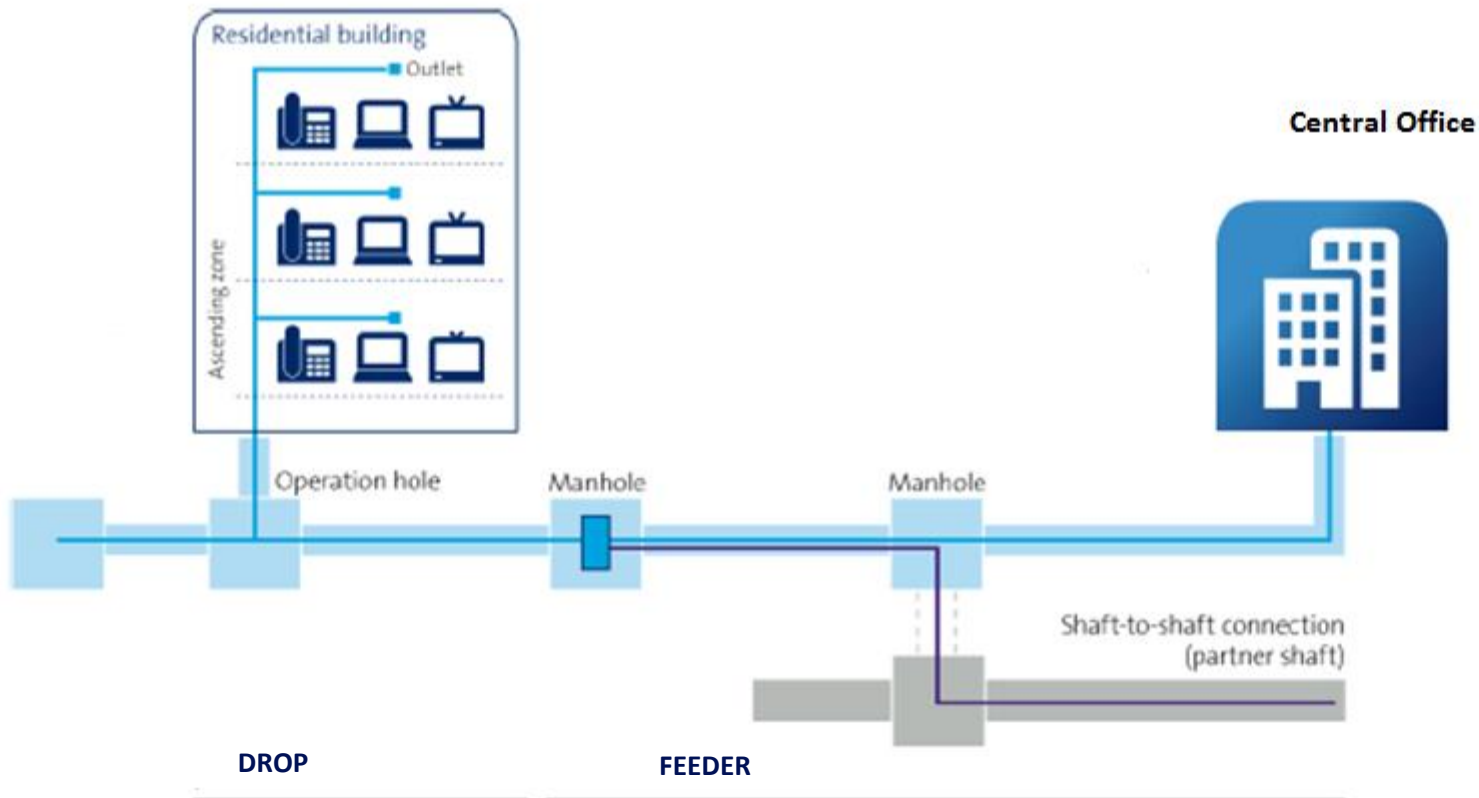 Residential building
Outlet
Central Office
Ascending zone
Operation hole
Manhole
Manhole
Shaft-to-shaft connection
(partner shaft)
DROP
FEEDER